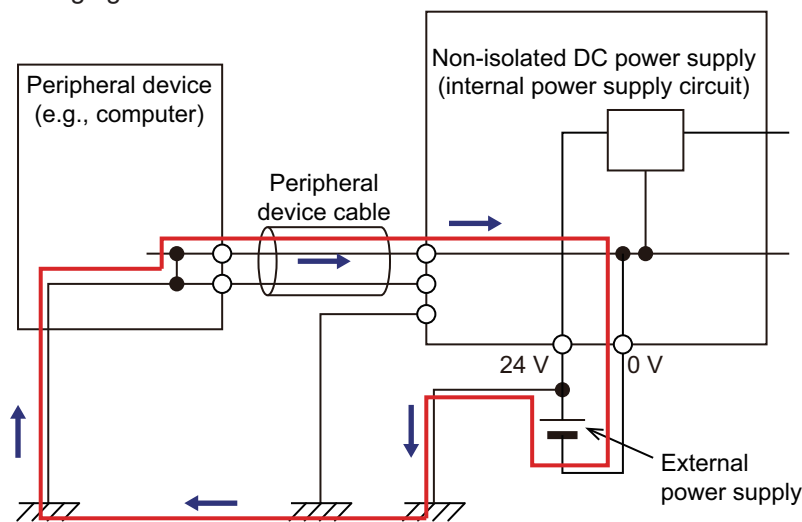 Peripheral device
(e.g., computer)
Non-isolated DC power supply
(internal power supply circuit)
Peripheral
device cable
24 V
0 V
External
power supply